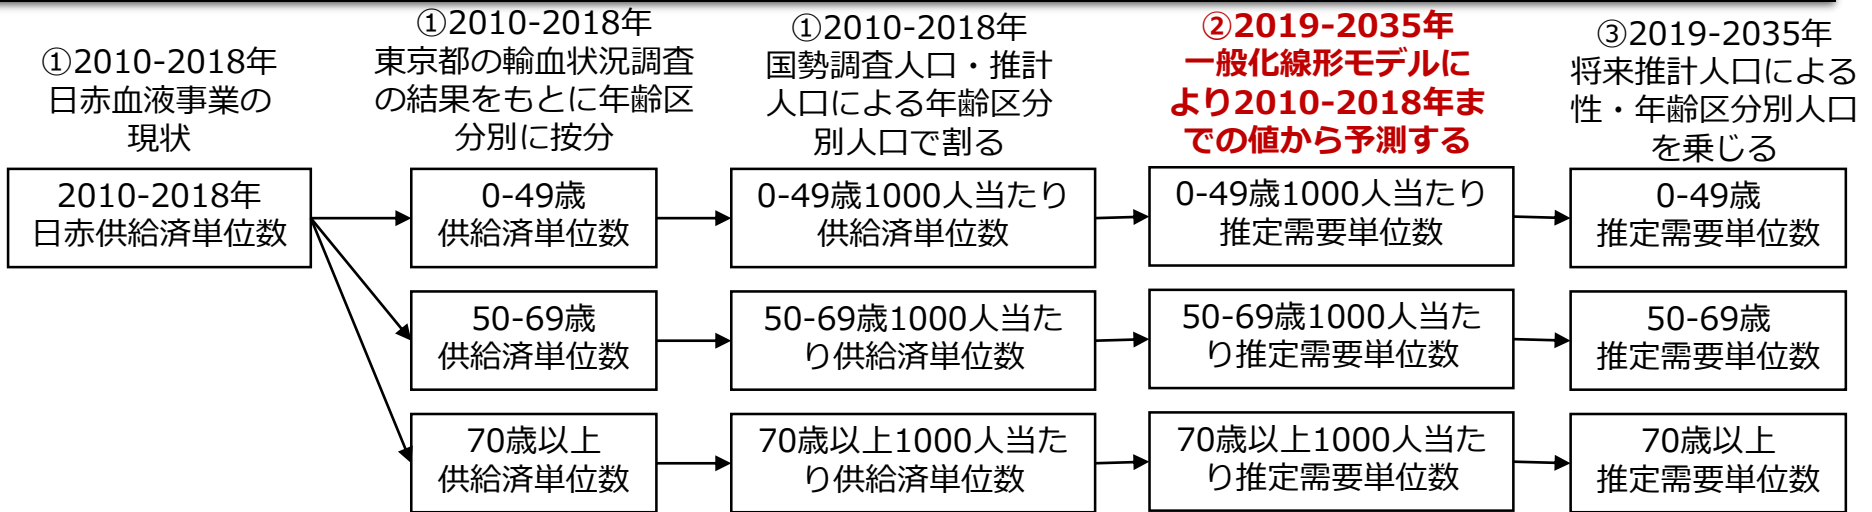 ①2010-2018年
日赤血液事業の
現状
①2010-2018年
東京都の輸血状況調査
の結果をもとに年齢区
分別に按分
①2010-2018年
国勢調査人口・推計
人口による年齢区分
別人口で割る
②2019-2035年
一般化線形モデルに
より2010-2018年ま
での値から予測する
③2019-2035年
将来推計人口による
性・年齢区分別人口
を乗じる
2010-2018年
日赤供給済単位数
0-49歳
供給済単位数
0-49歳1000人当たり
供給済単位数
0-49歳1000人当たり
推定需要単位数
0-49歳
推定需要単位数
50-69歳
供給済単位数
50-69歳1000人当た
り供給済単位数
50-69歳1000人当た
り推定需要単位数
50-69歳
推定需要単位数
70歳以上
供給済単位数
70歳以上1000人当た
り供給済単位数
70歳以上1000人当た
り推定需要単位数
70歳以上
推定需要単位数